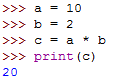 >>> a = 10
>>> b = 2
>>> c = a * b
>>> print(c)
20